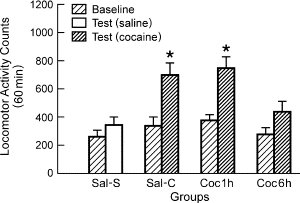 Baseline
Test (saline)
Test (cocaine)
Locomotor Activity Counts
(60 min)
1200
1000
800
600
400
200
0
*
*
Sal-S Sal-C Coc1h Coc6h
Groups